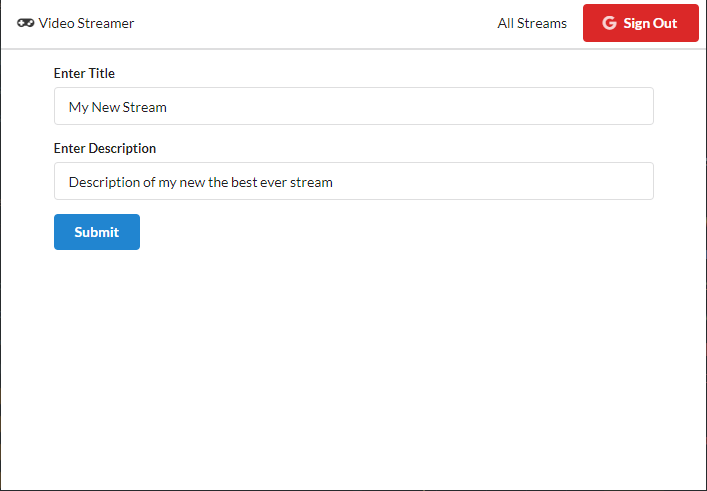 Video Streamer
All Streams
Sign Out
Enter Title
My New Stream
Enter Description
Description of my new the best ever stream
Submit